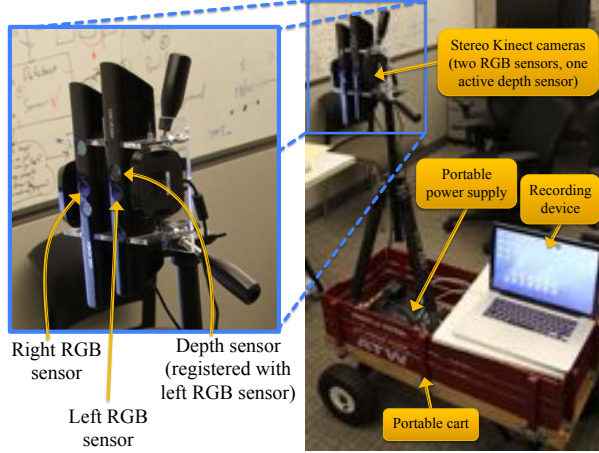 Stereo Kinect cameras
(two RGB sensors, one
active depth sensor)
Portable
power supply
Recording
device
Right RGB
sensor
Depth sensor
(registered with
left RGB sensor)
Left RGB
sensor
ATW
Portable cart